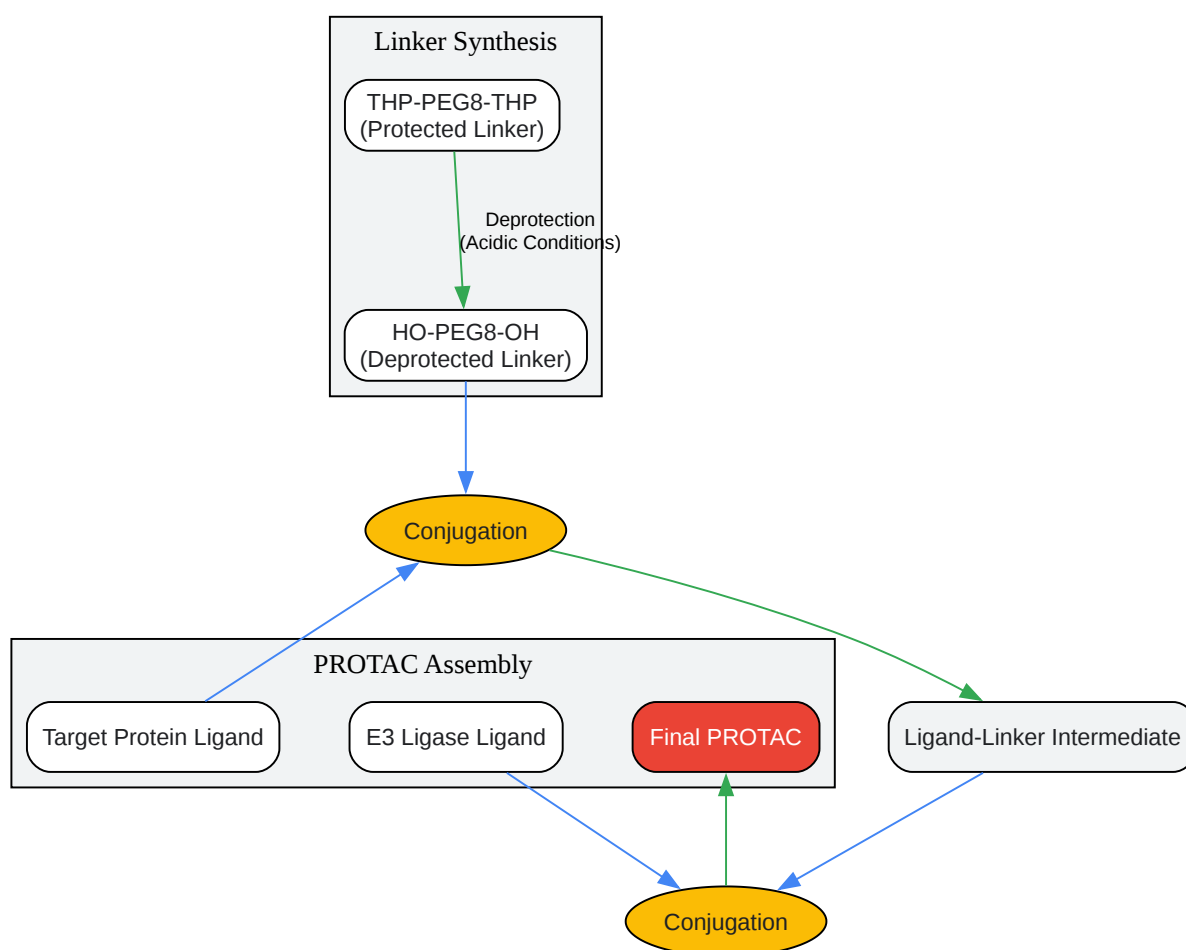 Linker Synthesis
THP-PEG8-THP
(Protected Linker)
Deprotection
(Acidic Conditions)
HO-PEG8-OH
(Deprotected Linker)
Conjugation
PROTAC Assembly
Target Protein Ligand
E3 Ligase Ligand
Final PROTAC
Ligand-Linker Intermediate
Conjugation